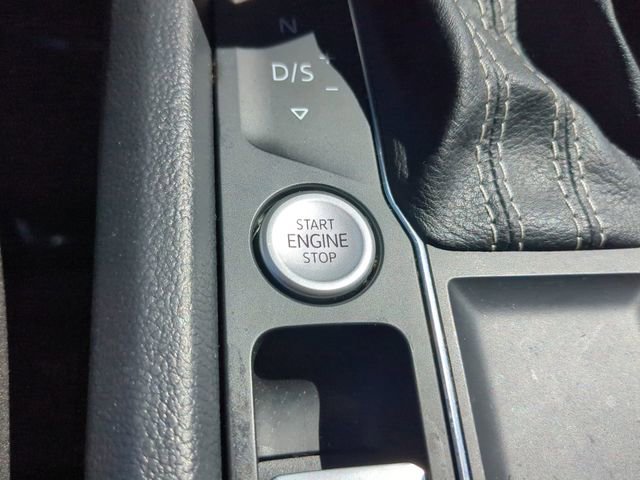 N
D/S
+
-
START
ENGINE
STOP